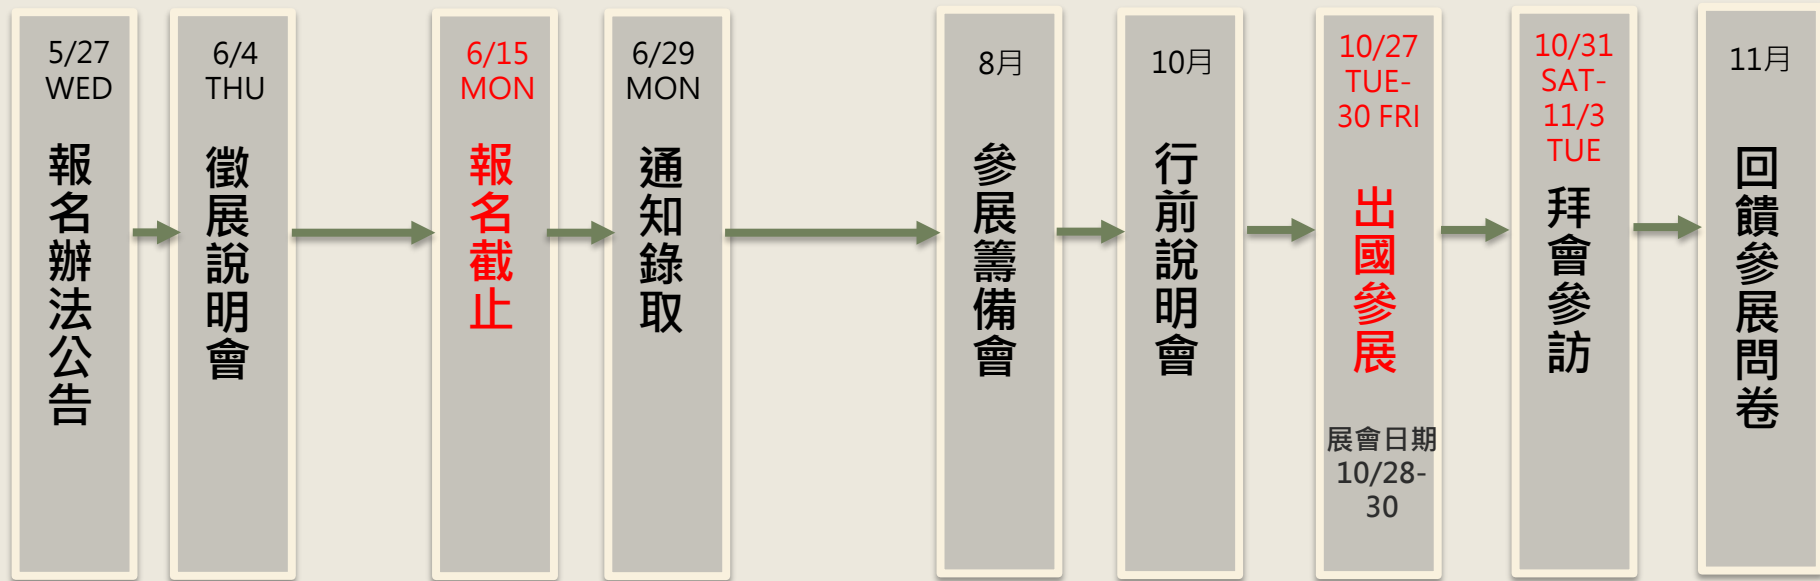 5/27
WED
報名辦法公告
6/4
THU
徵展說明會
6/15
MON
報名截止
6/29
MON
通知錄取
8月
參展籌備會
10月
行前說明會
10/27
TUE-
30 FRI
出國參展
展會日期
10/28-
30
10/31
SAT-
11/3
TUE
拜會參訪
11月
回饋參展問卷